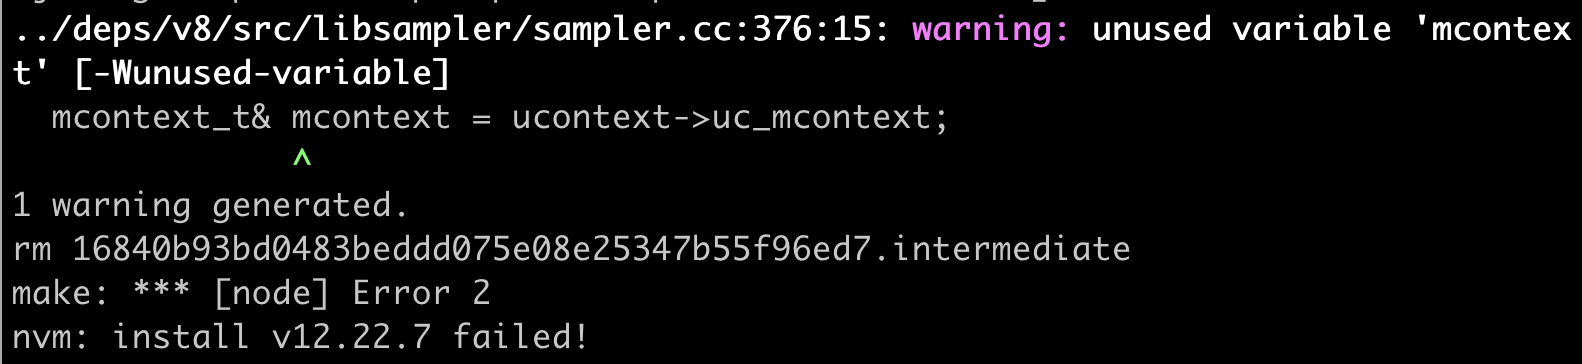 ../deps/v8/src/libsampler/sampler.cc:376:15: warning: unused variable 'mcontex
t' [-Wunused-variable]
  mcontext_t& mcontext = ucontext->uc_mcontext;
              ^
1 warning generated.
rm 16840b93bd0483beddd075e08e25347b55f96ed7.intermediate
make: *** [node] Error 2
nvm: install v12.22.7 failed!